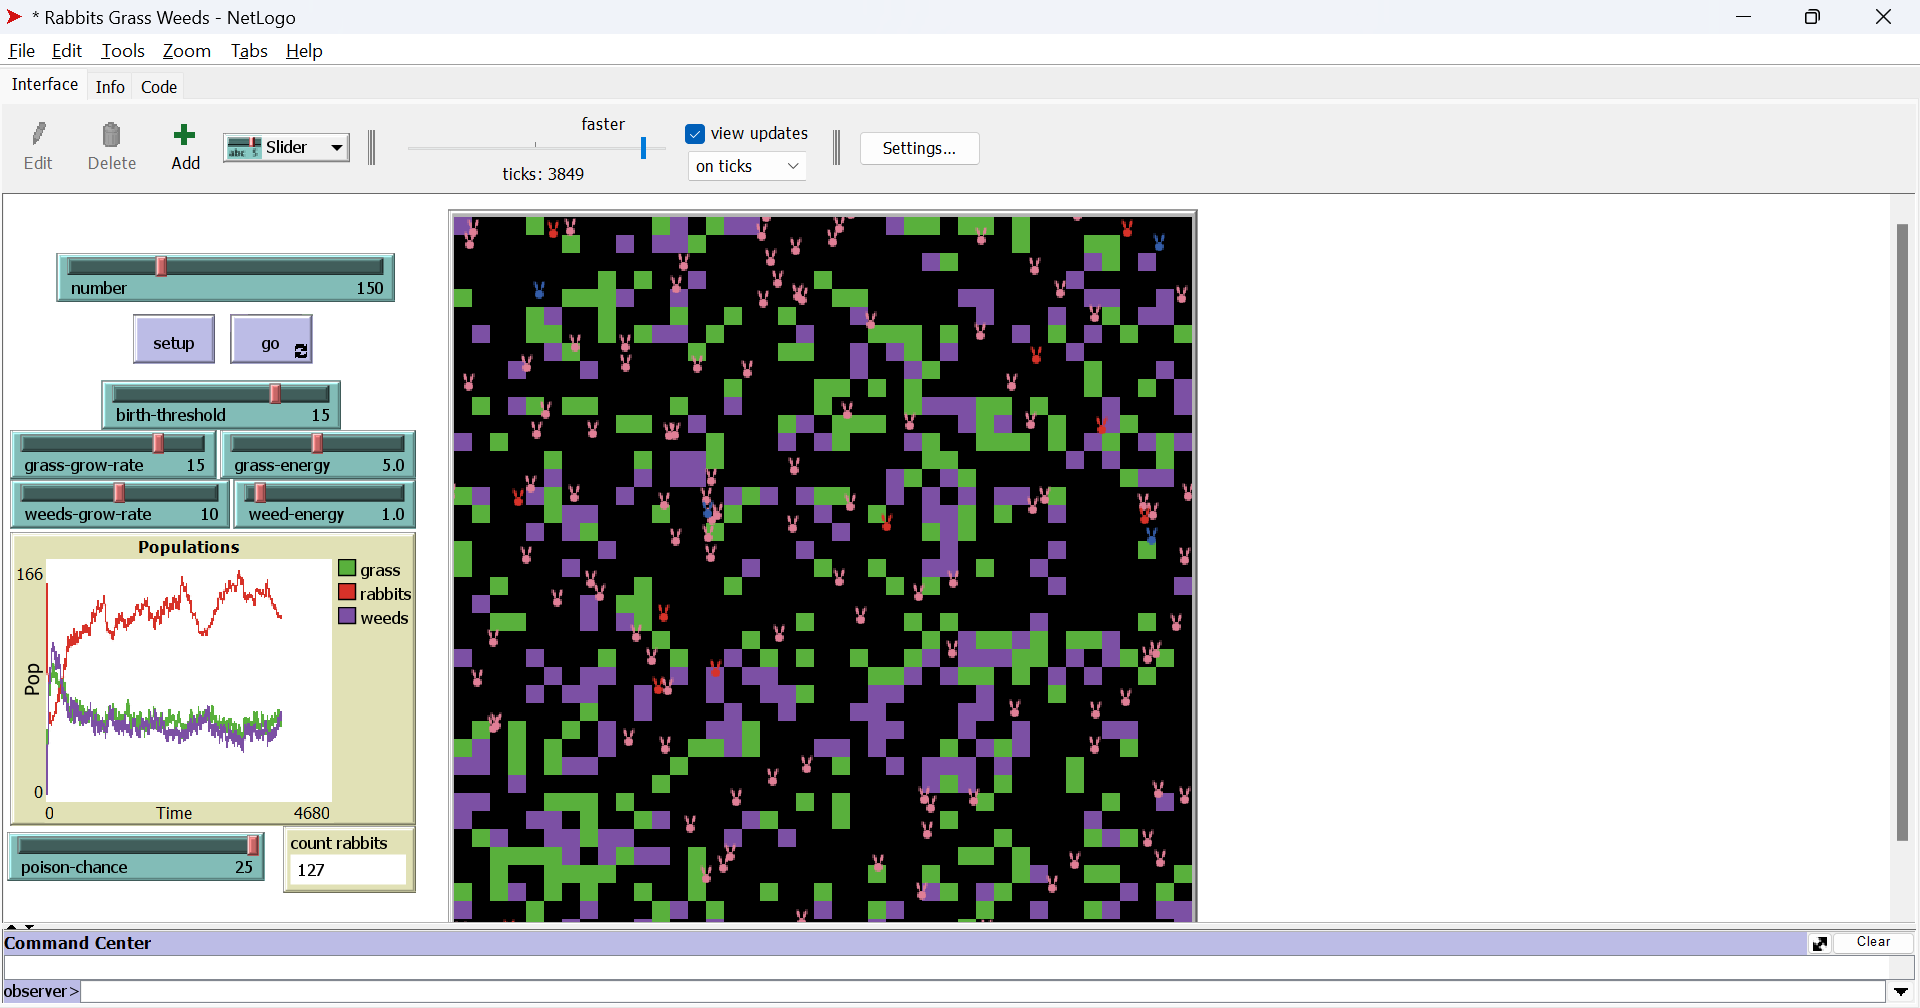 * Rabbits Grass Weeds - NetLogo
File Edit Tools Zoom Tabs Help
Interface Info Code
Edit
Delete
Add
abc 5 Slider
faster
ticks: 3849
view updates
on ticks
Settings...
number 150
setup
go
birth-threshold 15
grass-grow-rate 15
grass-energy 5.0
weeds-grow-rate 10
weed-energy 1.0
Populations
166
Pop
0
0 Time 4680
grass
rabbits
weeds
poison-chance 25
count rabbits
127
Command Center
Clear
observer>